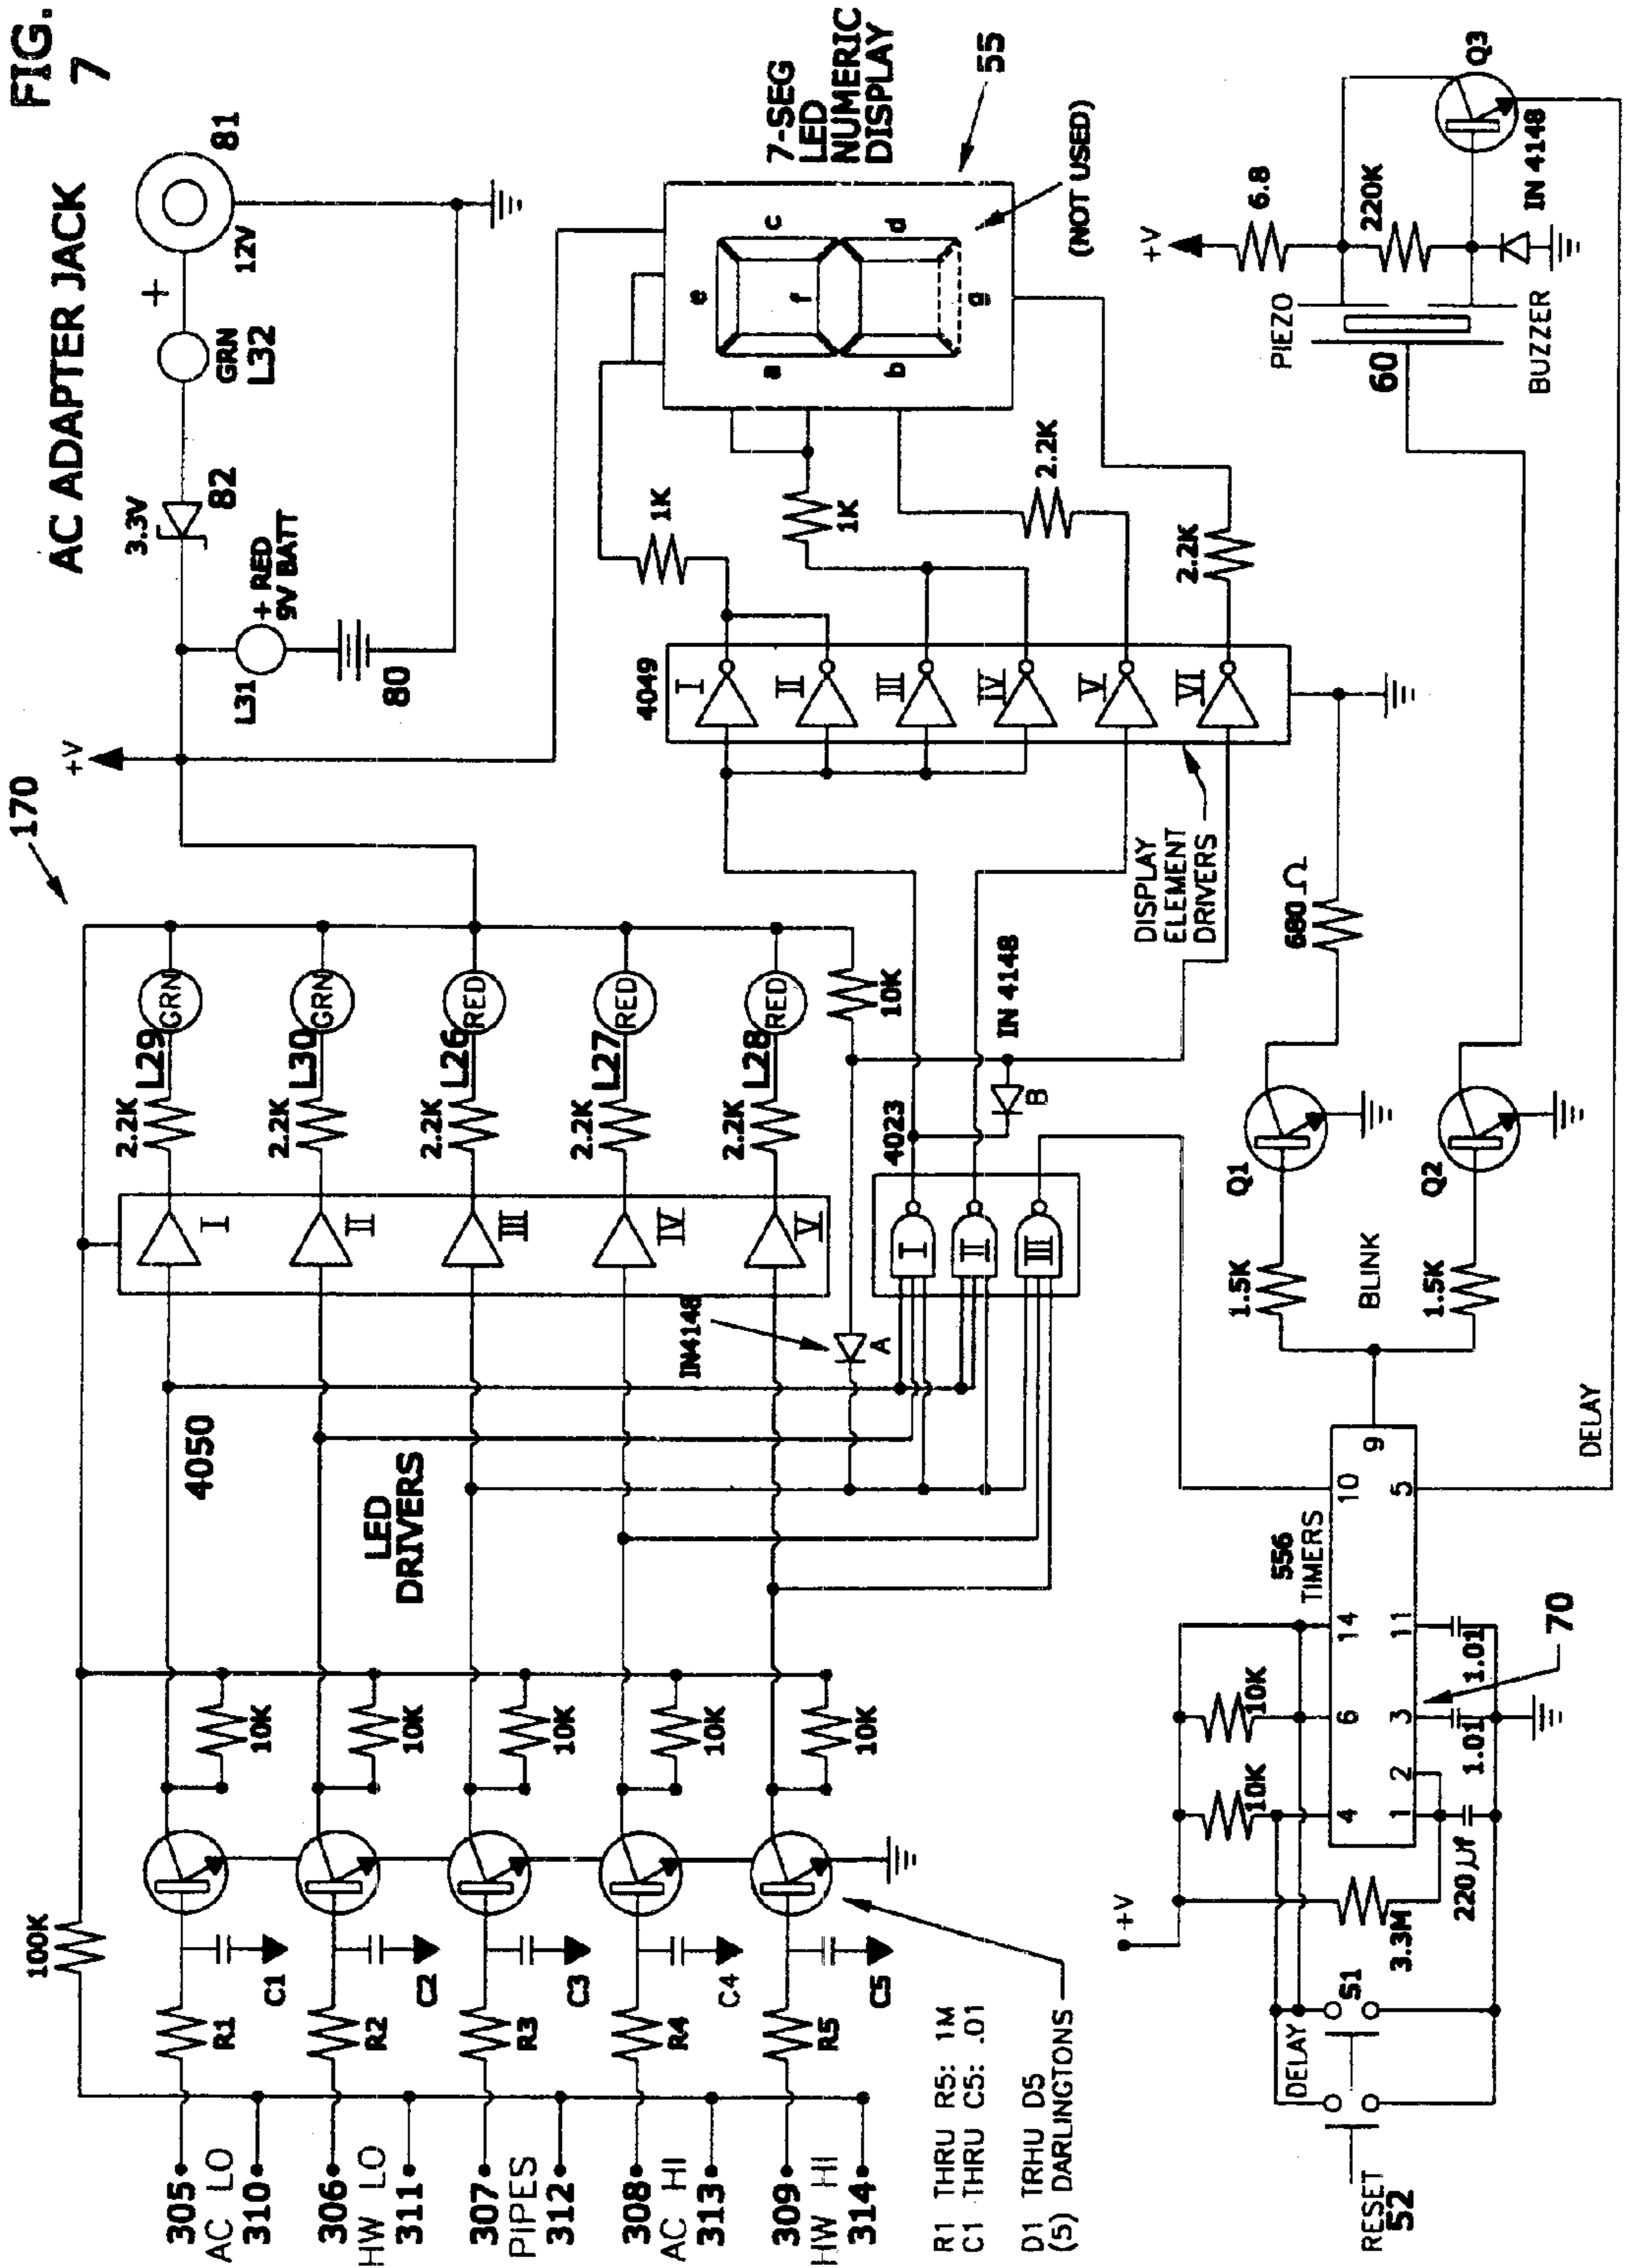 FIG.
7
170
AC ADAPTER JACK
+V
3.3V
82
+
GRN
L32
12V
81
L31
+ RED
9V BATT
80
100K
305
AC LO
310
306
HW LO
311
307
PIPES
312
308
AC HI
313
309
HW HI
314
R1
C1
R2
C2
R3
C3
R4
C4
R5
C5
10K
10K
10K
10K
10K
4050
LED
DRIVERS
I
II
III
IV
V
2.2K
L29
GRN
2.2K
L30
GRN
2.2K
L26
RED
2.2K
L27
RED
2.2K
L28
RED
10K
IN4148
A
4023
I
II
III
B
IN 4148
4049
I
II
III
IV
V
VI
DISPLAY
ELEMENT
DRIVERS
1K
1K
2.2K
2.2K
a
b
c
d
e
f
g
7-SEG
LED
NUMERIC
DISPLAY
55
(NOT USED)
R1 THRU R5: 1M
C1 THRU C5: .01
D1 TRHU D5
(5) DARLINGTONS
+V
RESET
52
DELAY
S1
3.3M
220µf
10K
10K
1.01
1.01
4
6
14
10
1
2
3
11
5
9
556
TIMERS
70
DELAY
BLINK
1.5K
1.5K
Q1
Q2
680 Ω
PIEZO
60
BUZZER
+V
6.8
220K
IN 4148
Q3